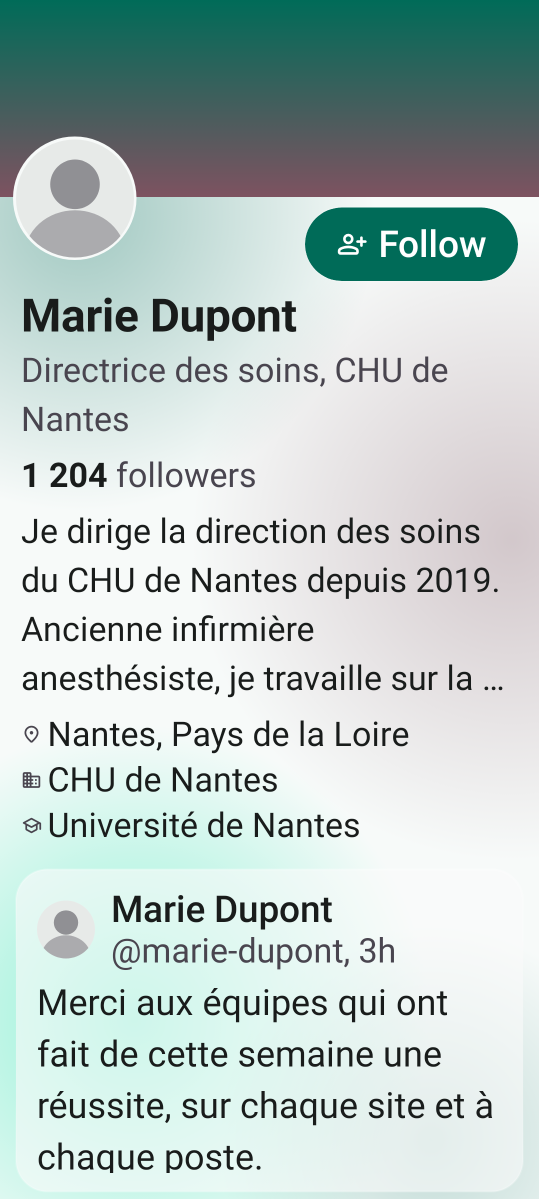 Follow
Marie Dupont
Directrice des soins, CHU de
Nantes
1 204 followers
Je dirige la direction des soins
du CHU de Nantes depuis 2019.
Ancienne infirmière
anesthésiste, je travaille sur la …
Nantes, Pays de la Loire
CHU de Nantes
Université de Nantes
Marie Dupont
@marie-dupont, 3h
Merci aux équipes qui ont
fait de cette semaine une
réussite, sur chaque site et à
chaque poste.